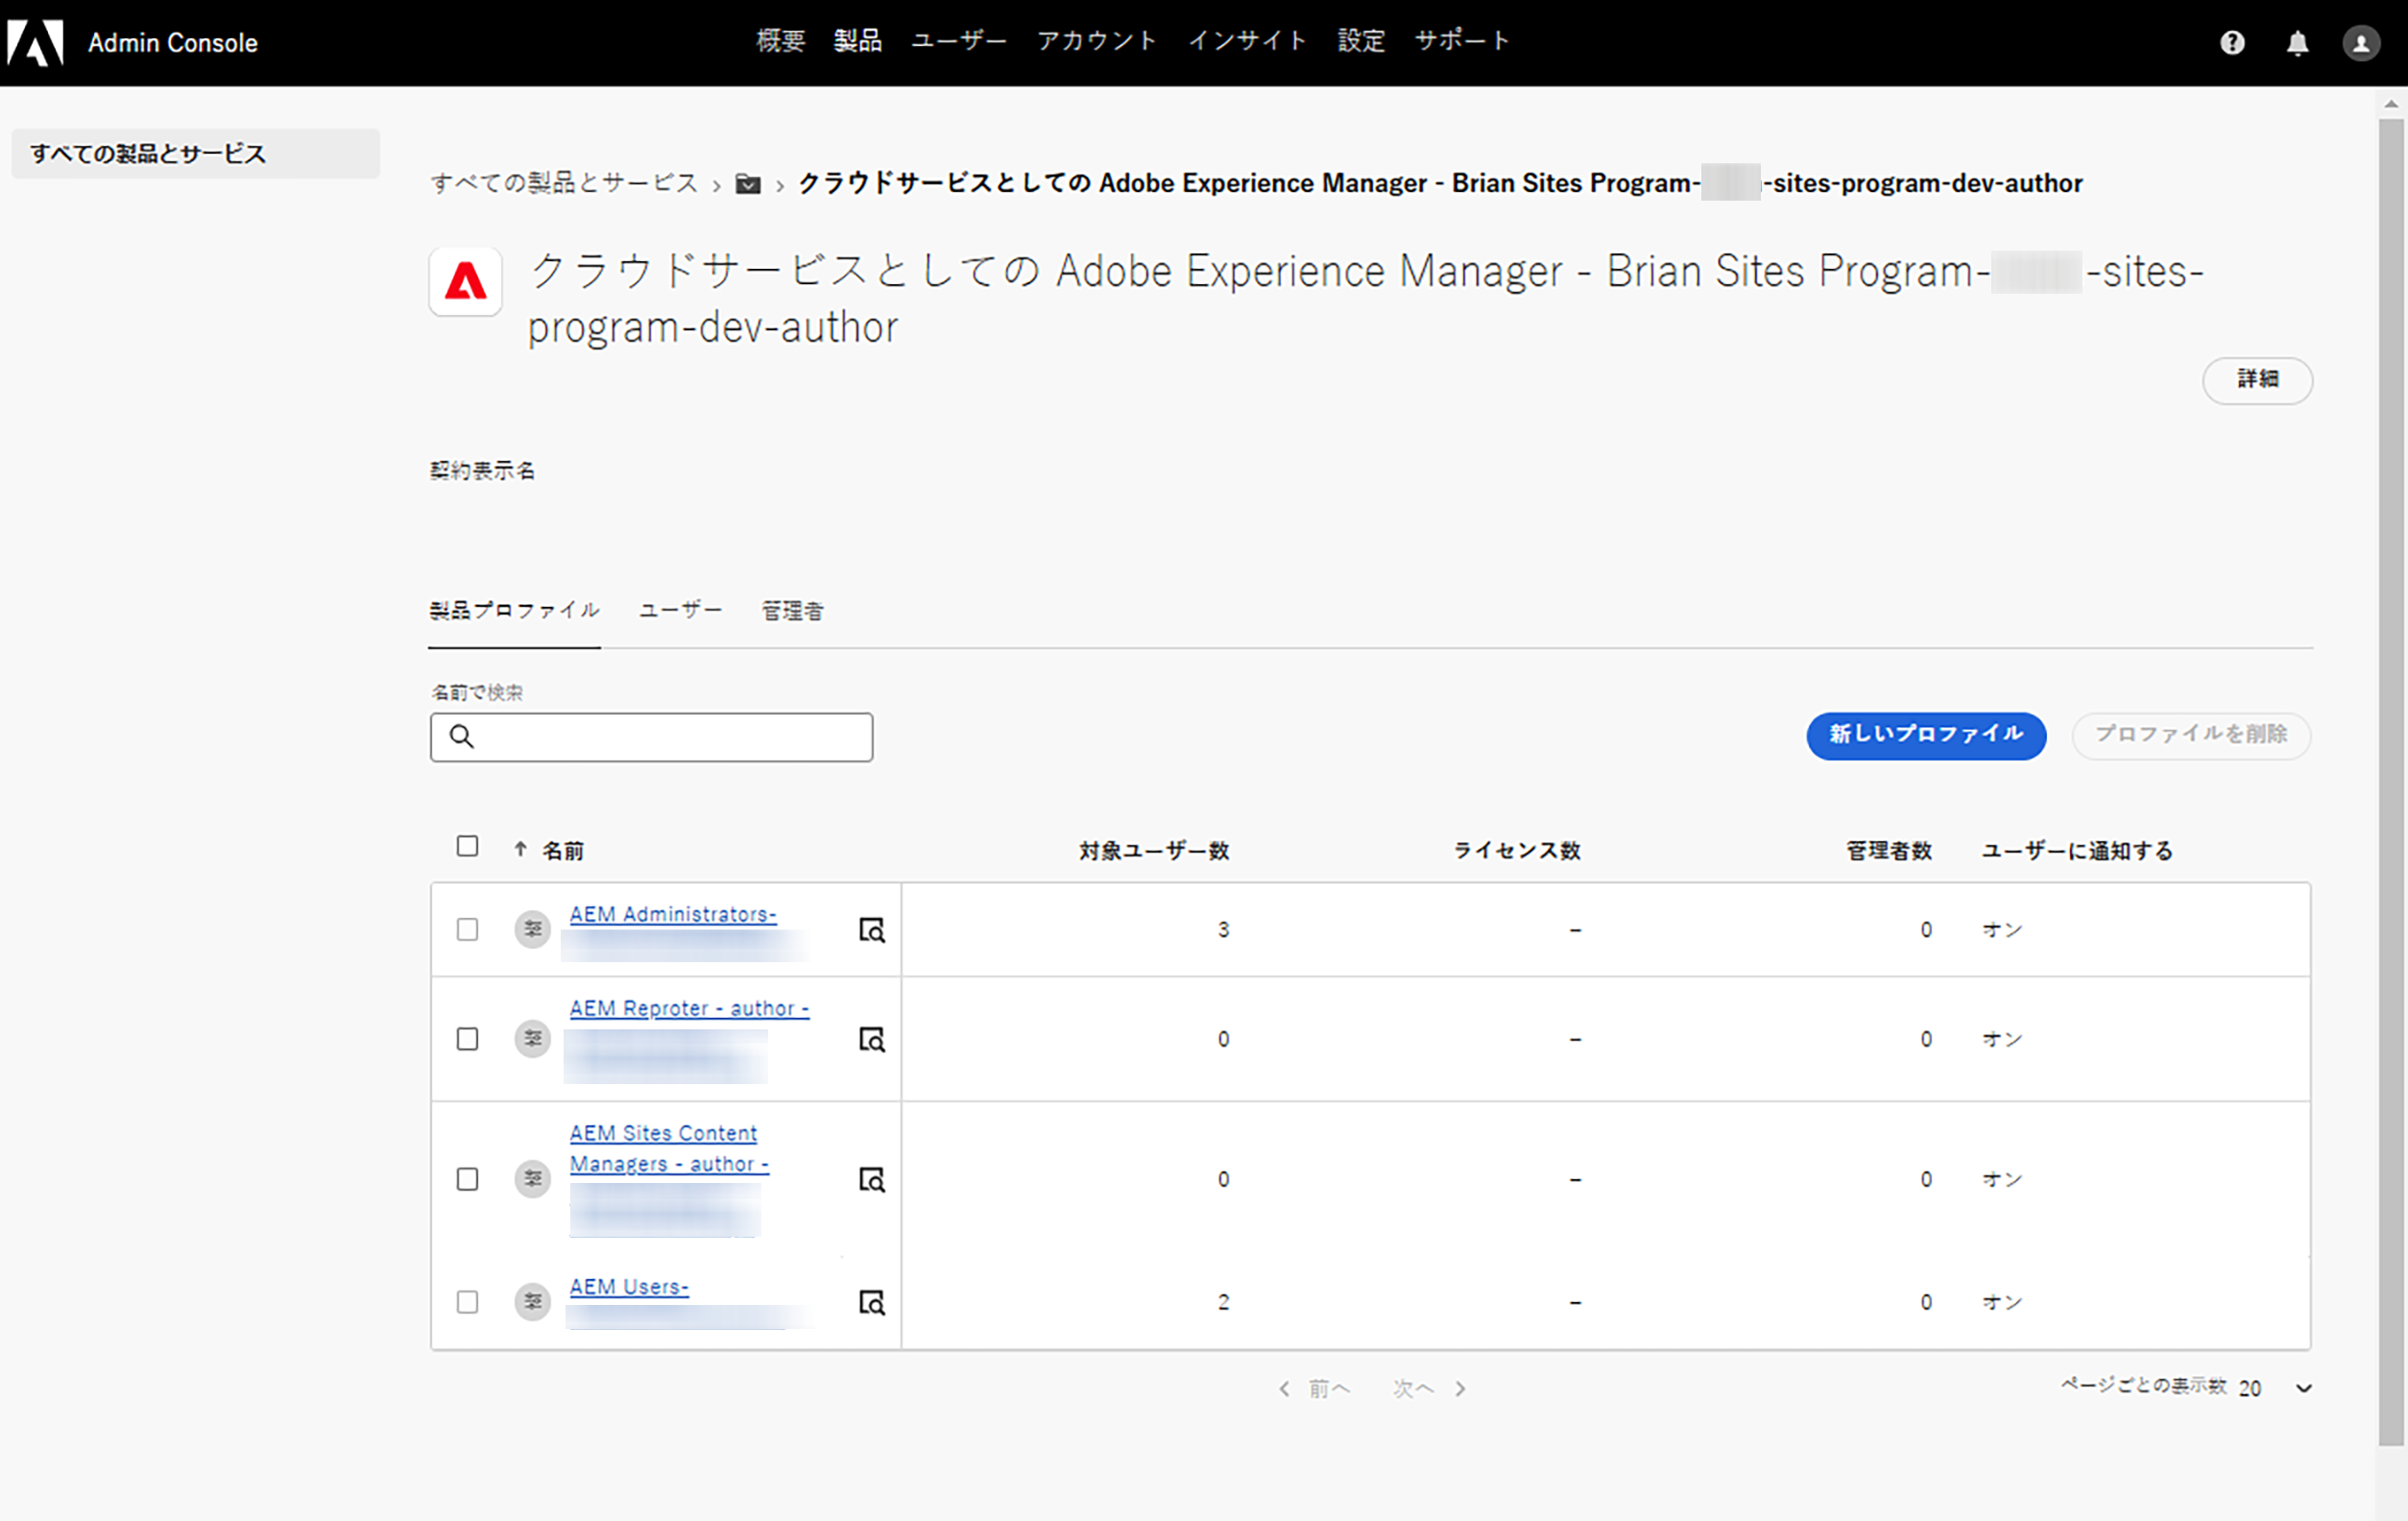 Admin Console
概要 製品 ユーザー アカウント インサイト 設定 サポート
すべての製品とサービス
すべての製品とサービス › › クラウドサービスとしての Adobe Experience Manager - Brian Sites Program- -sites-program-dev-author
クラウドサービスとしての Adobe Experience Manager - Brian Sites Program- -sites-
program-dev-author
詳細
契約表示名
製品プロファイル ユーザー 管理者
名前で検索
新しいプロファイル プロファイルを削除
↑ 名前 対象ユーザー数 ライセンス数 管理者数 ユーザーに通知する
AEM Administrators-
3 – 0 オン
AEM Reproter - author -
0 – 0 オン
AEM Sites Content
Managers - author -
0 – 0 オン
AEM Users-
2 – 0 オン
前へ 次へ
ページごとの表示数 20